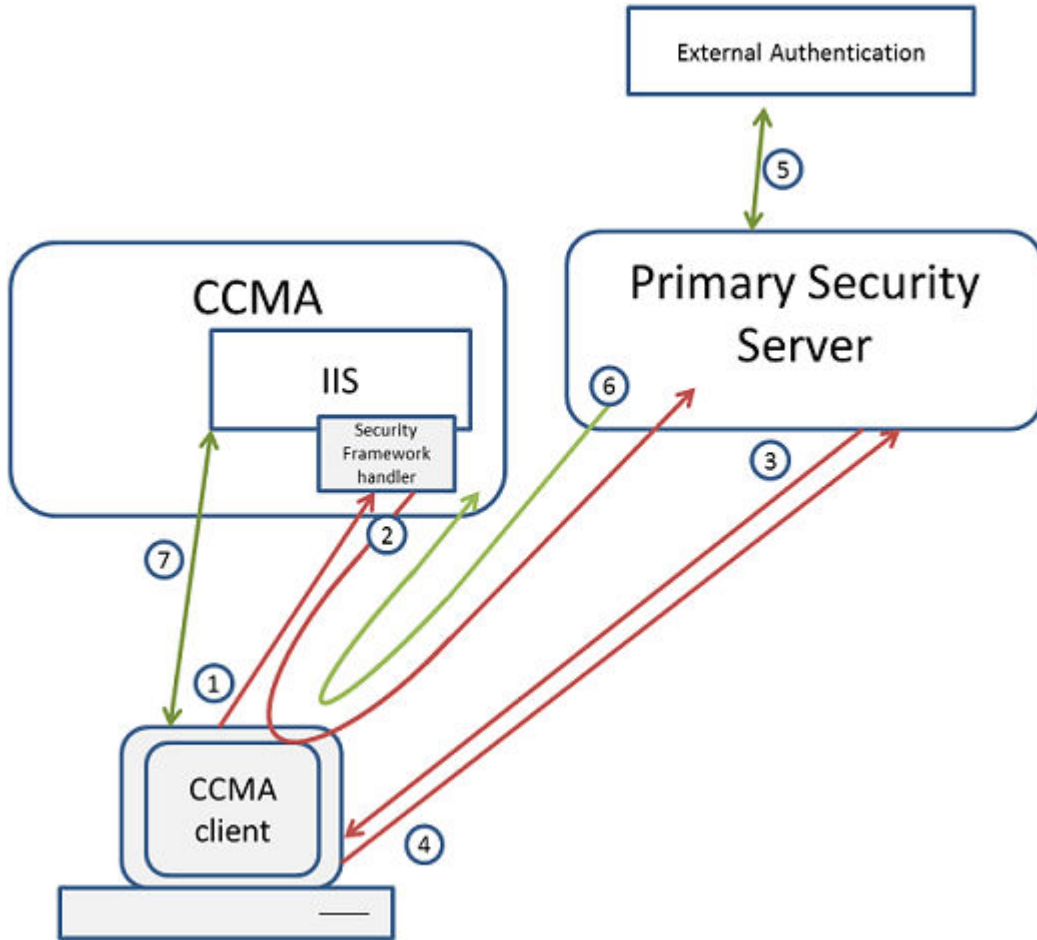 External Authentication
5
CCMA
Primary Security
Server
IIS
6
Security
Framework
handler
3
2
7
1
CCMA
client
4